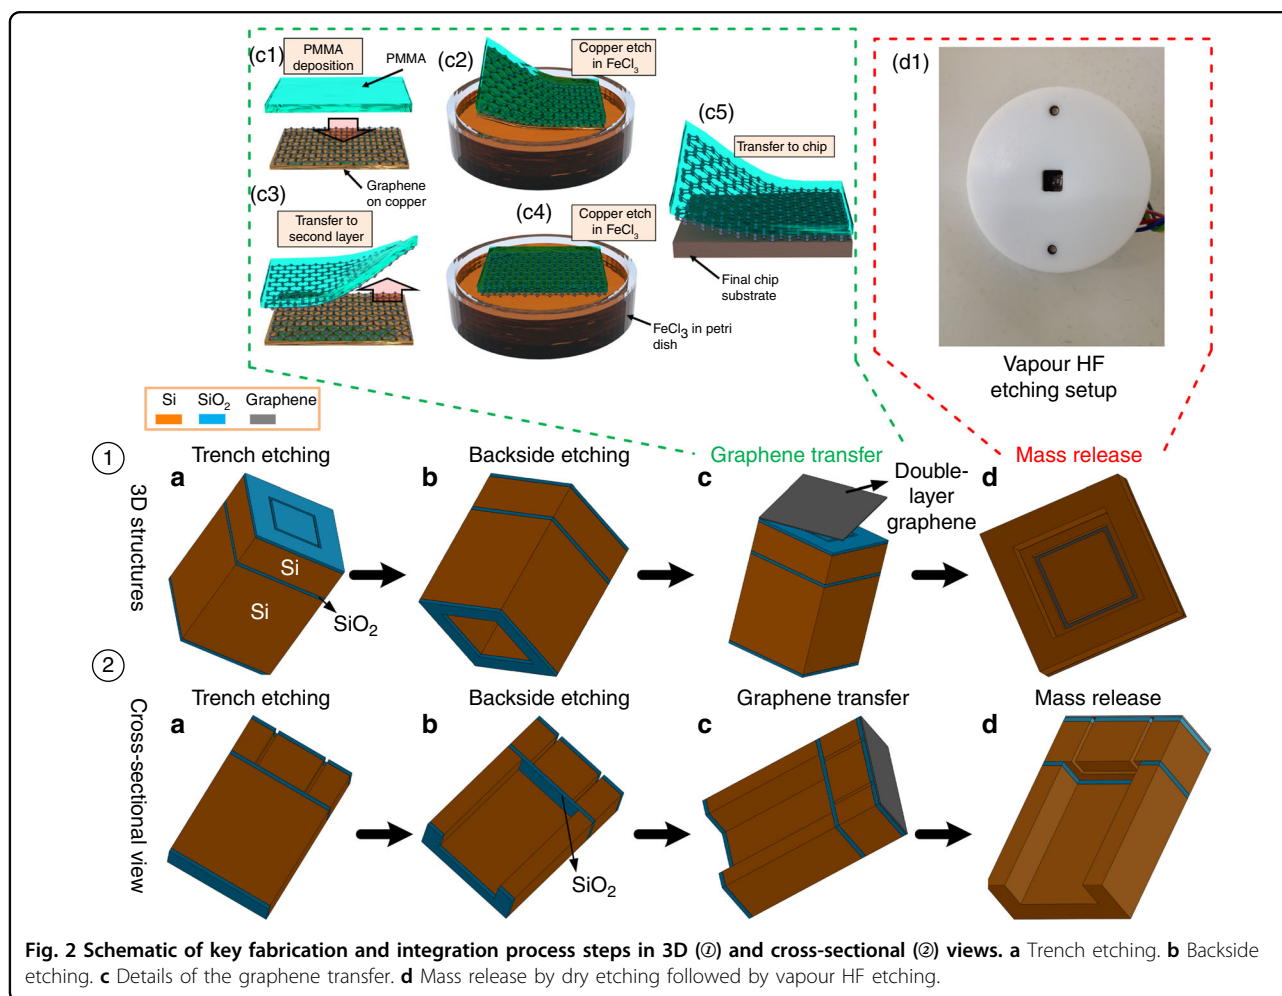 (c1)
PMMA
deposition
PMMA
(c2)
Copper etch
in FeCl₃
(d1)
(c5)
Transfer to chip
Graphene
on copper
(c3)
Transfer to
second layer
(c4)
Copper etch
in FeCl₃
Final chip
substrate
FeCl₃ in petri
dish
Vapour HF
etching setup
Si SiO₂ Graphene
1
3D structures
Trench etching
a
Si
Si
SiO₂
Backside etching
b
Graphene transfer
c
Double-
layer
graphene
Mass release
d
2
Cross-sectional view
Trench etching
a
Backside etching
b
SiO₂
Graphene transfer
c
Mass release
d
Fig. 2 Schematic of key fabrication and integration process steps in 3D (①) and cross-sectional (②) views. a Trench etching. b Backside
etching. c Details of the graphene transfer. d Mass release by dry etching followed by vapour HF etching.